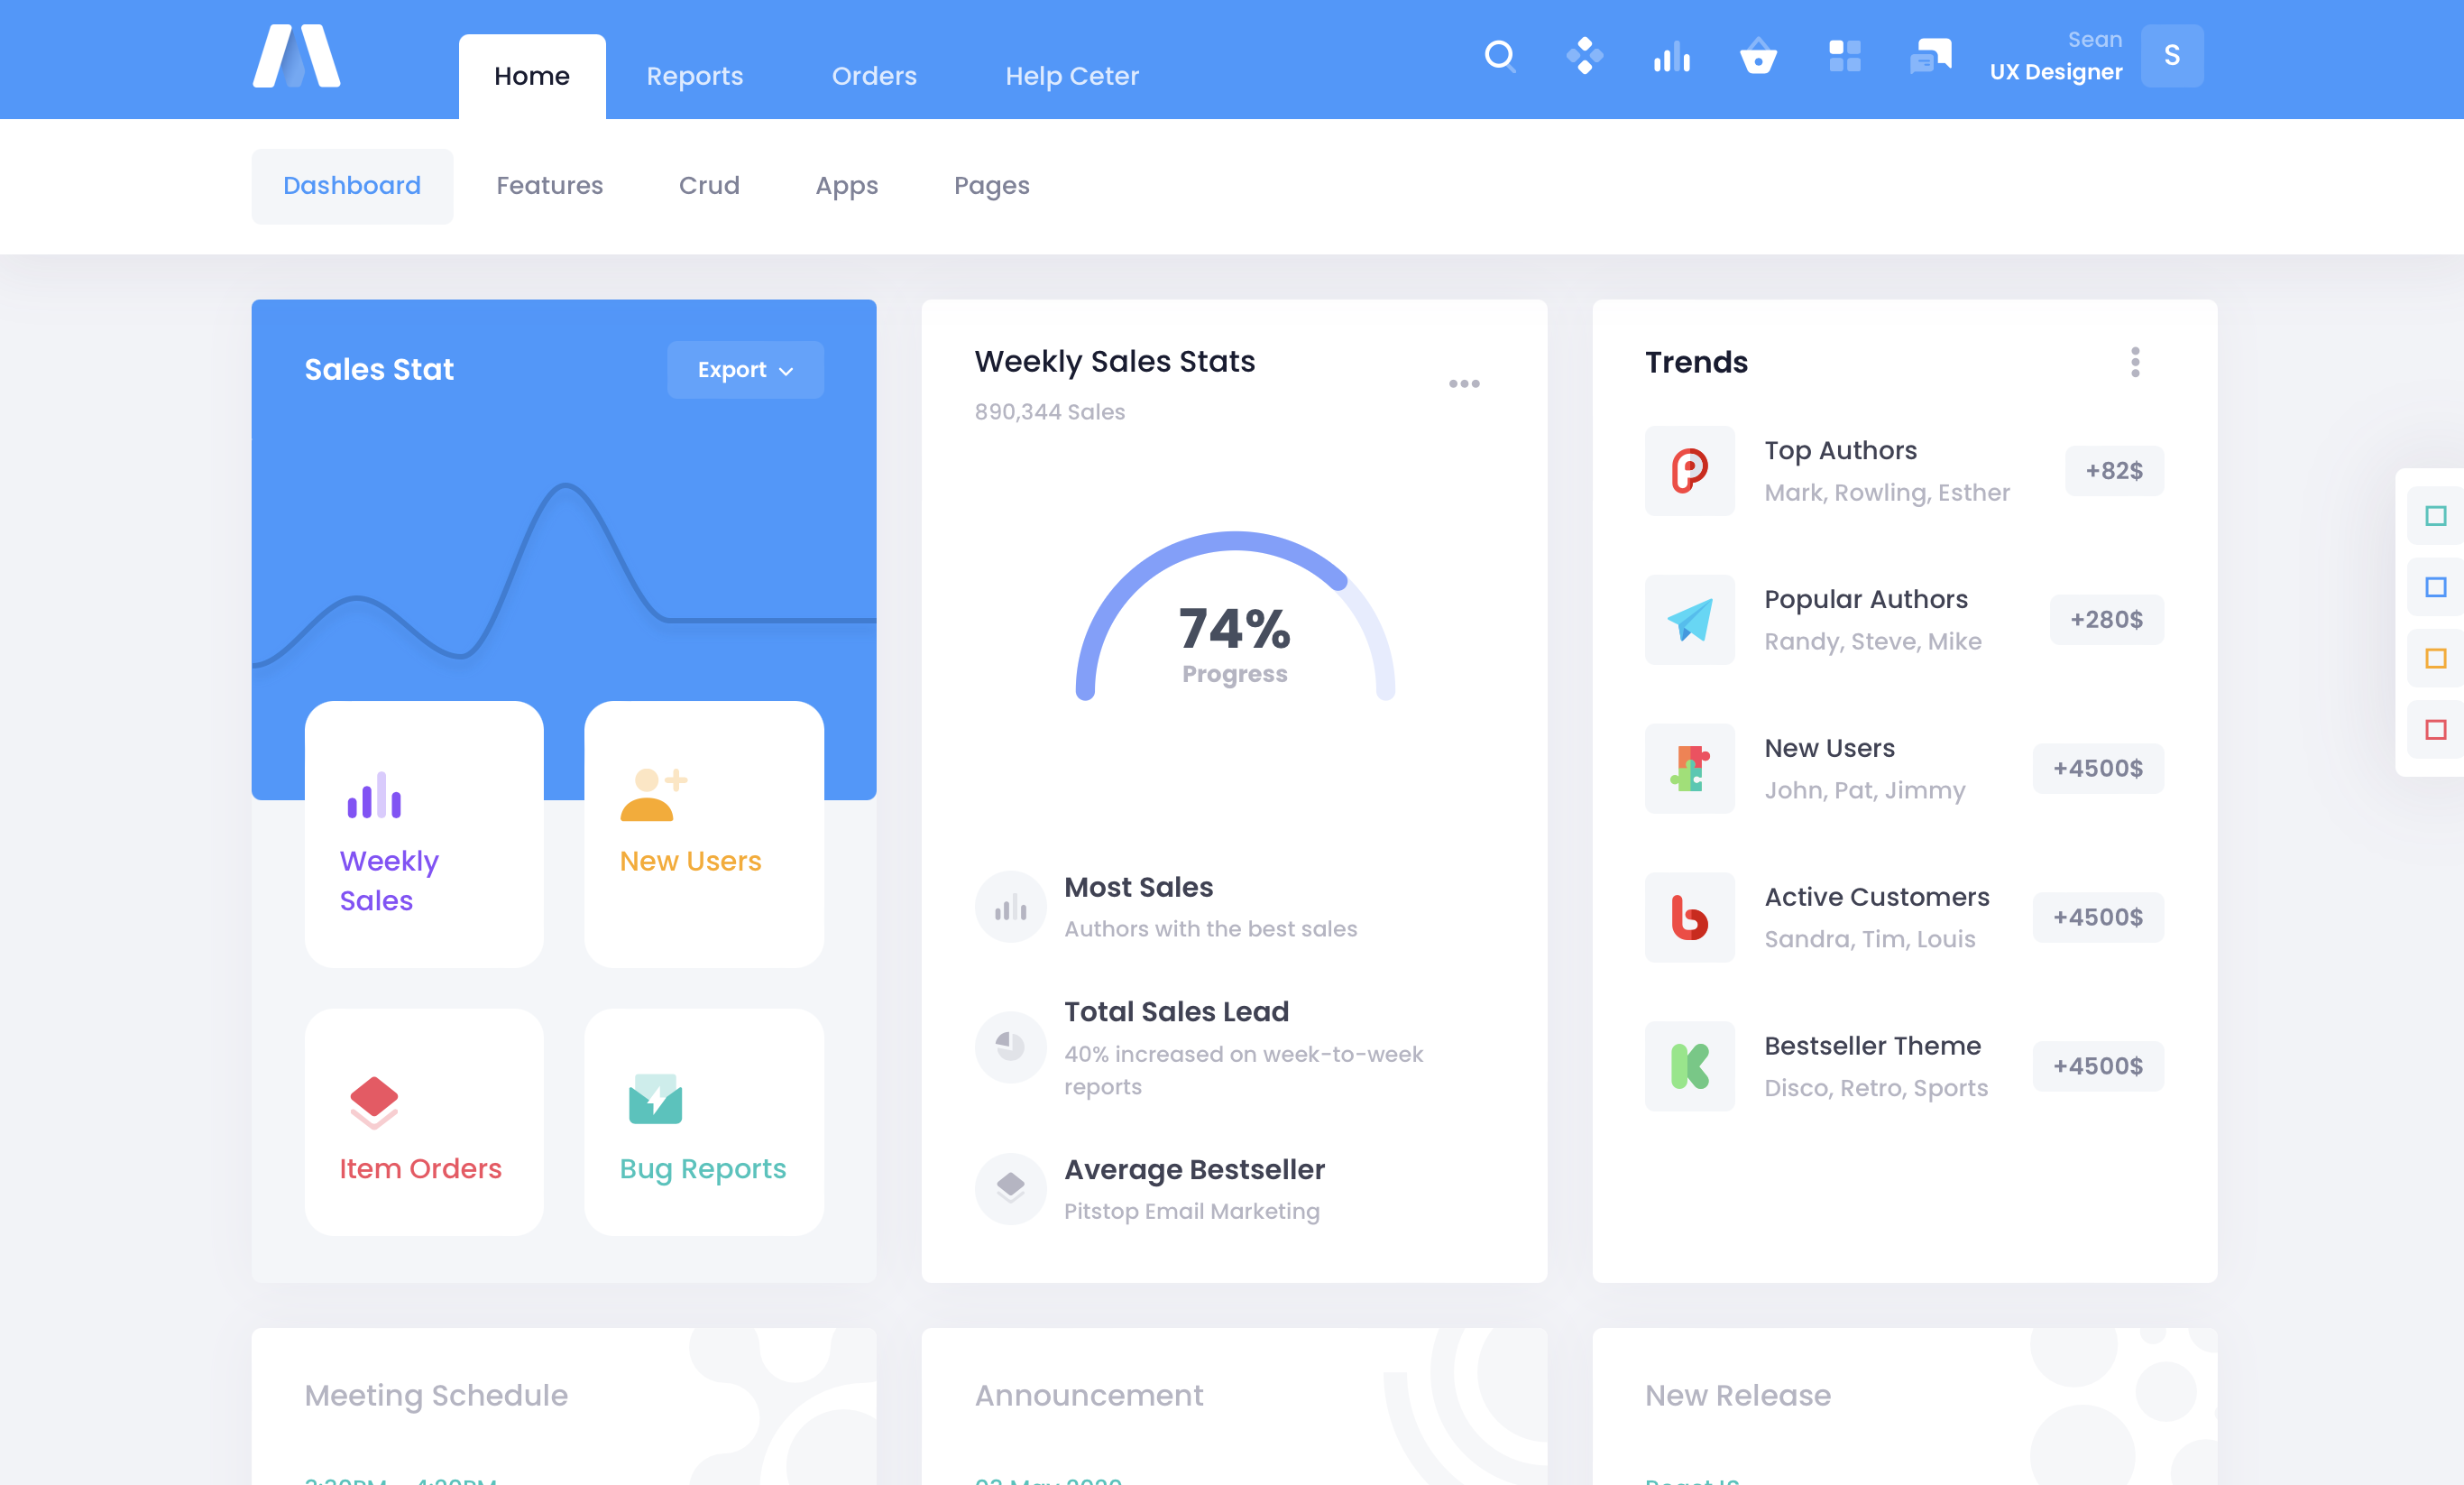 Home
Reports
Orders
Help Ceter
Sean
UX Designer
S
Dashboard
Features
Crud
Apps
Pages
Sales Stat
Export
Weekly
Sales
New Users
Item Orders
Bug Reports
Weekly Sales Stats
890,344 Sales
74%
Progress
Most Sales
Authors with the best sales
Total Sales Lead
40% increased on week-to-week
reports
Average Bestseller
Pitstop Email Marketing
Trends
Top Authors
Mark, Rowling, Esther
+82$
Popular Authors
Randy, Steve, Mike
+280$
New Users
John, Pat, Jimmy
+4500$
Active Customers
Sandra, Tim, Louis
+4500$
Bestseller Theme
Disco, Retro, Sports
+4500$
Meeting Schedule
Announcement
New Release